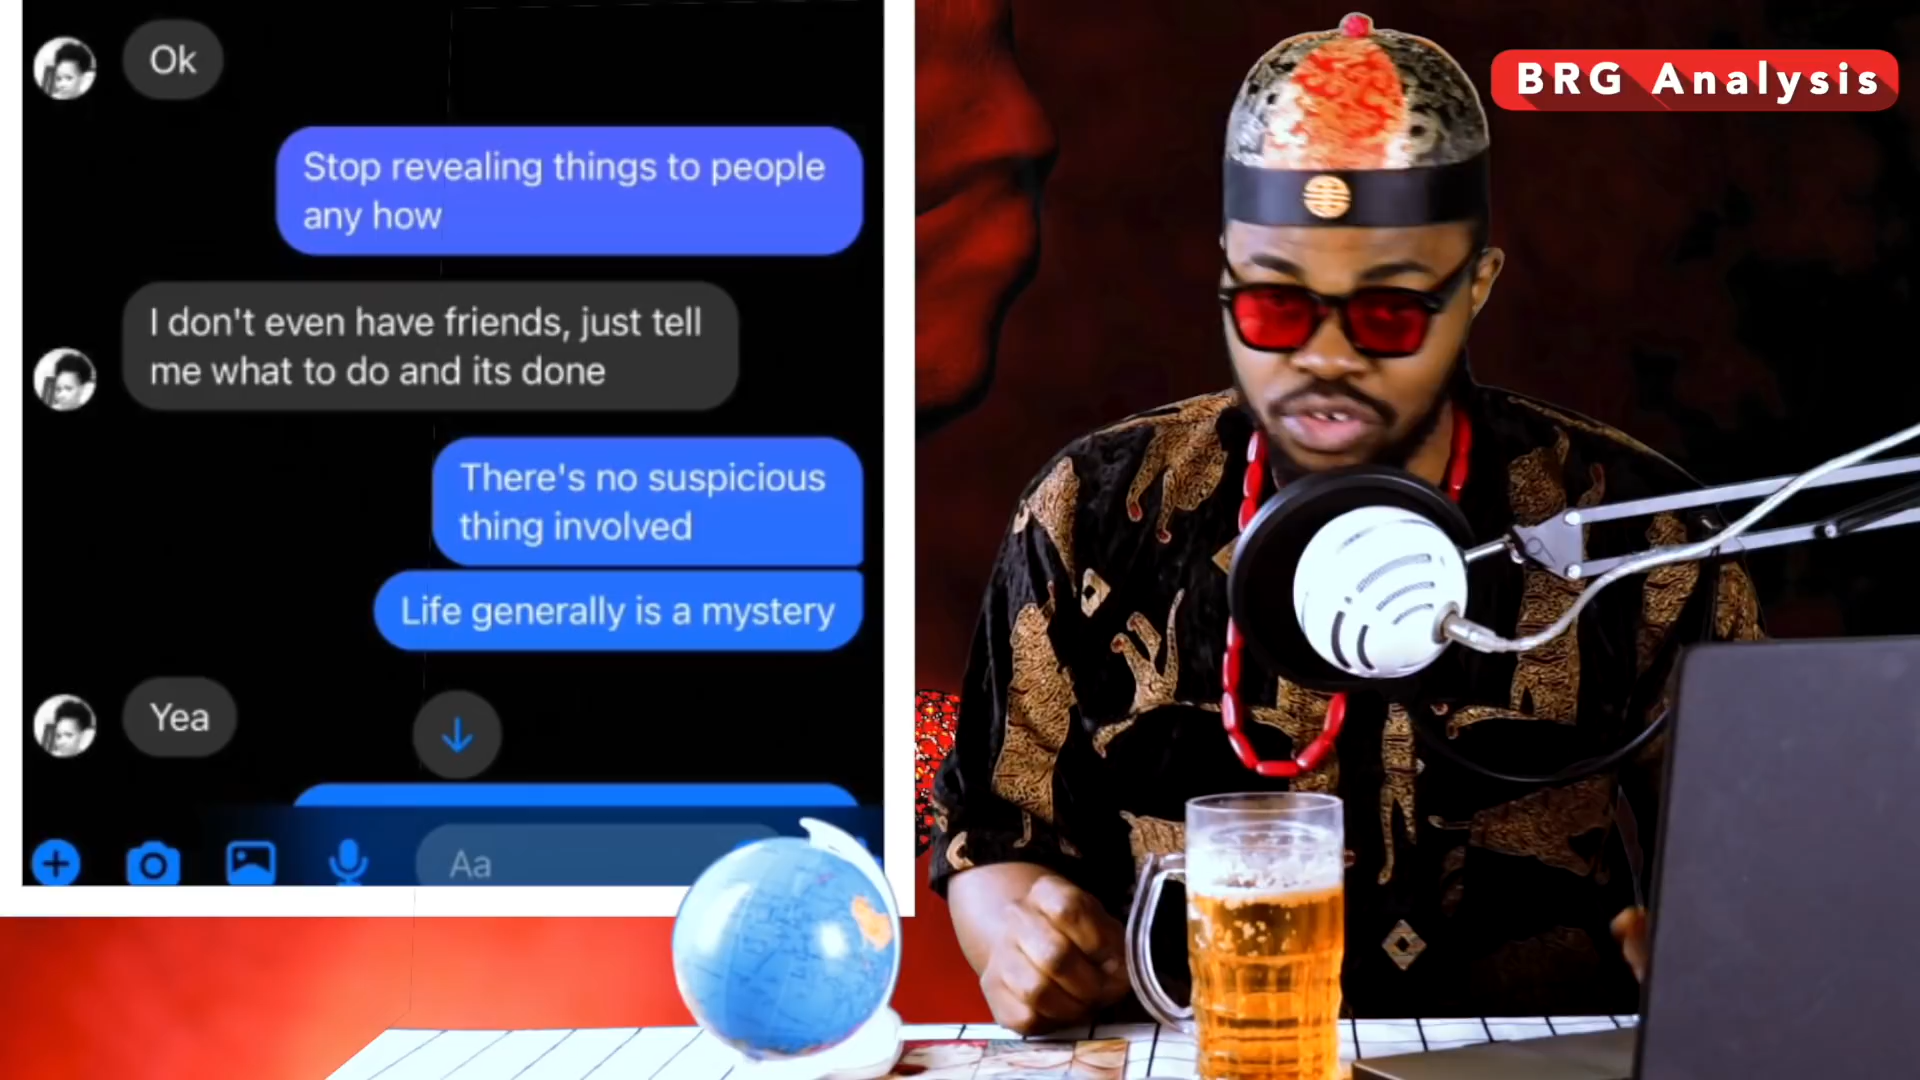 Ok
Stop revealing things to people
any how
I don't even have friends, just tell
me what to do and its done
There's no suspicious
thing involved
Life generally is a mystery
Yea
Aa
BRG Analysis